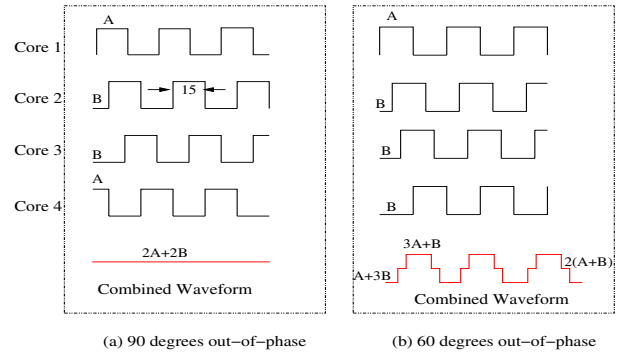 Core 1
A
Core 2
B
15
Core 3
B
Core 4
A
2A+2B
Combined Waveform
(a) 90 degrees out-of-phase
A
B
B
B
3A+B
A+3B
2(A+B)
Combined Waveform
(b) 60 degrees out-of-phase